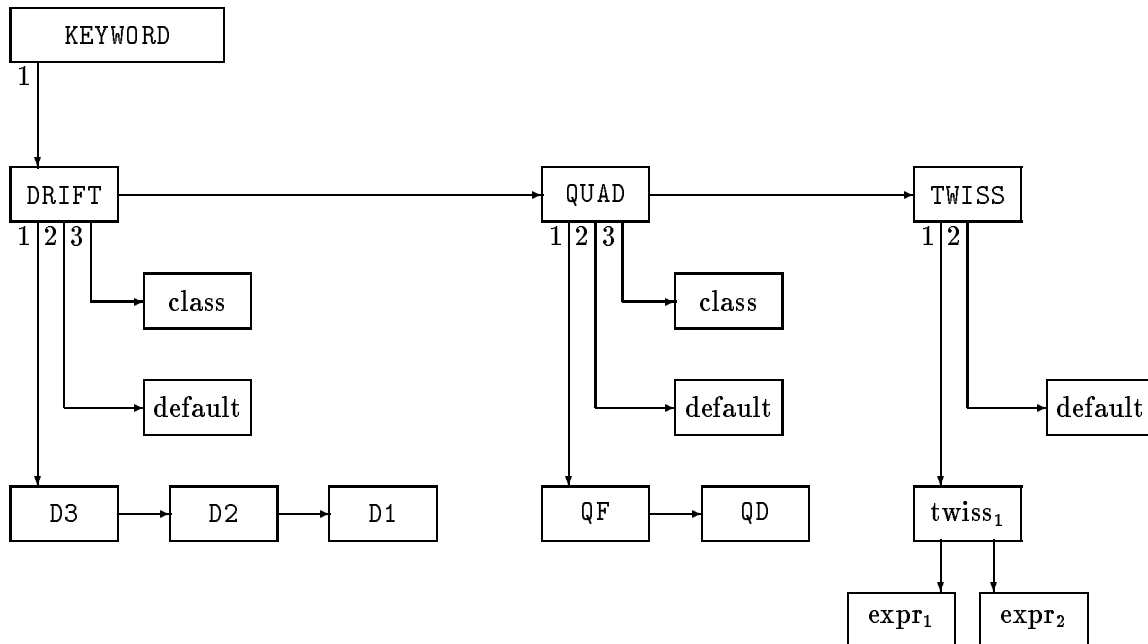 KEYWORD
1
DRIFT QUAD TWISS
1 2 3 1 2 3 1 2
class class
default default default
D3 D2 D1 QF QD twiss₁
expr₁ expr₂